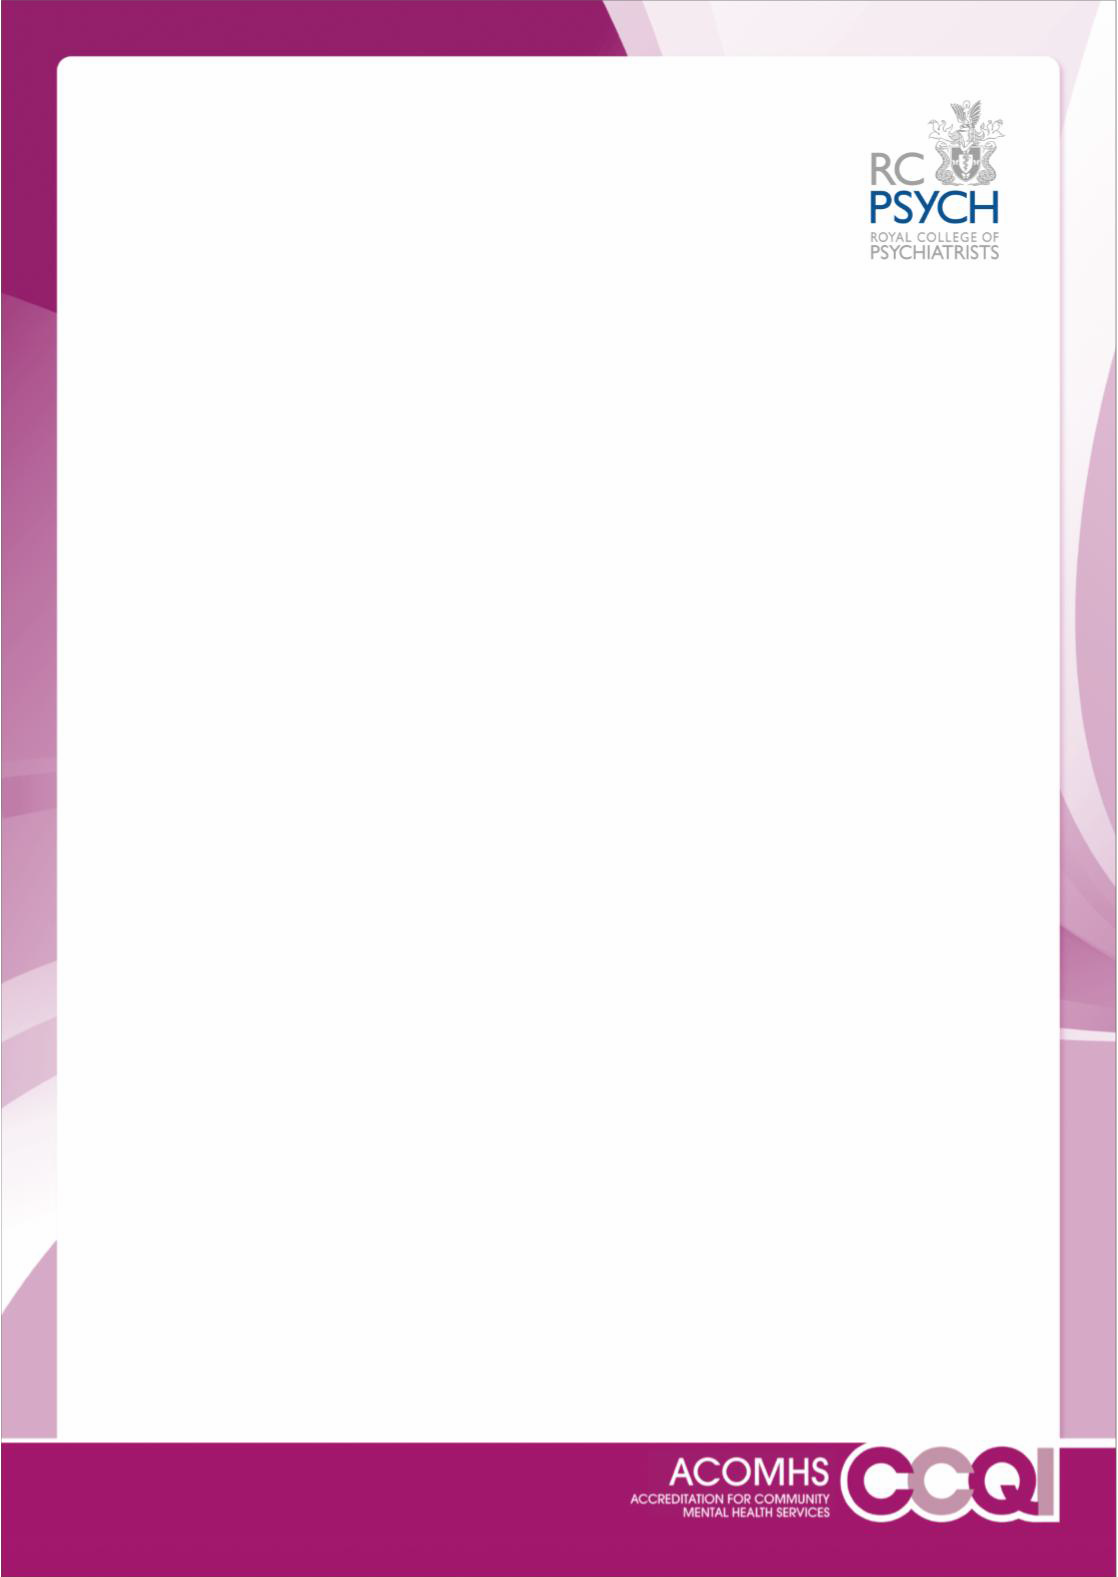 RC
PSYCH
ROYAL COLLEGE OF
PSYCHIATRISTS
ACOMHS
ACCREDITATION FOR COMMUNITY
MENTAL HEALTH SERVICES
CCQI